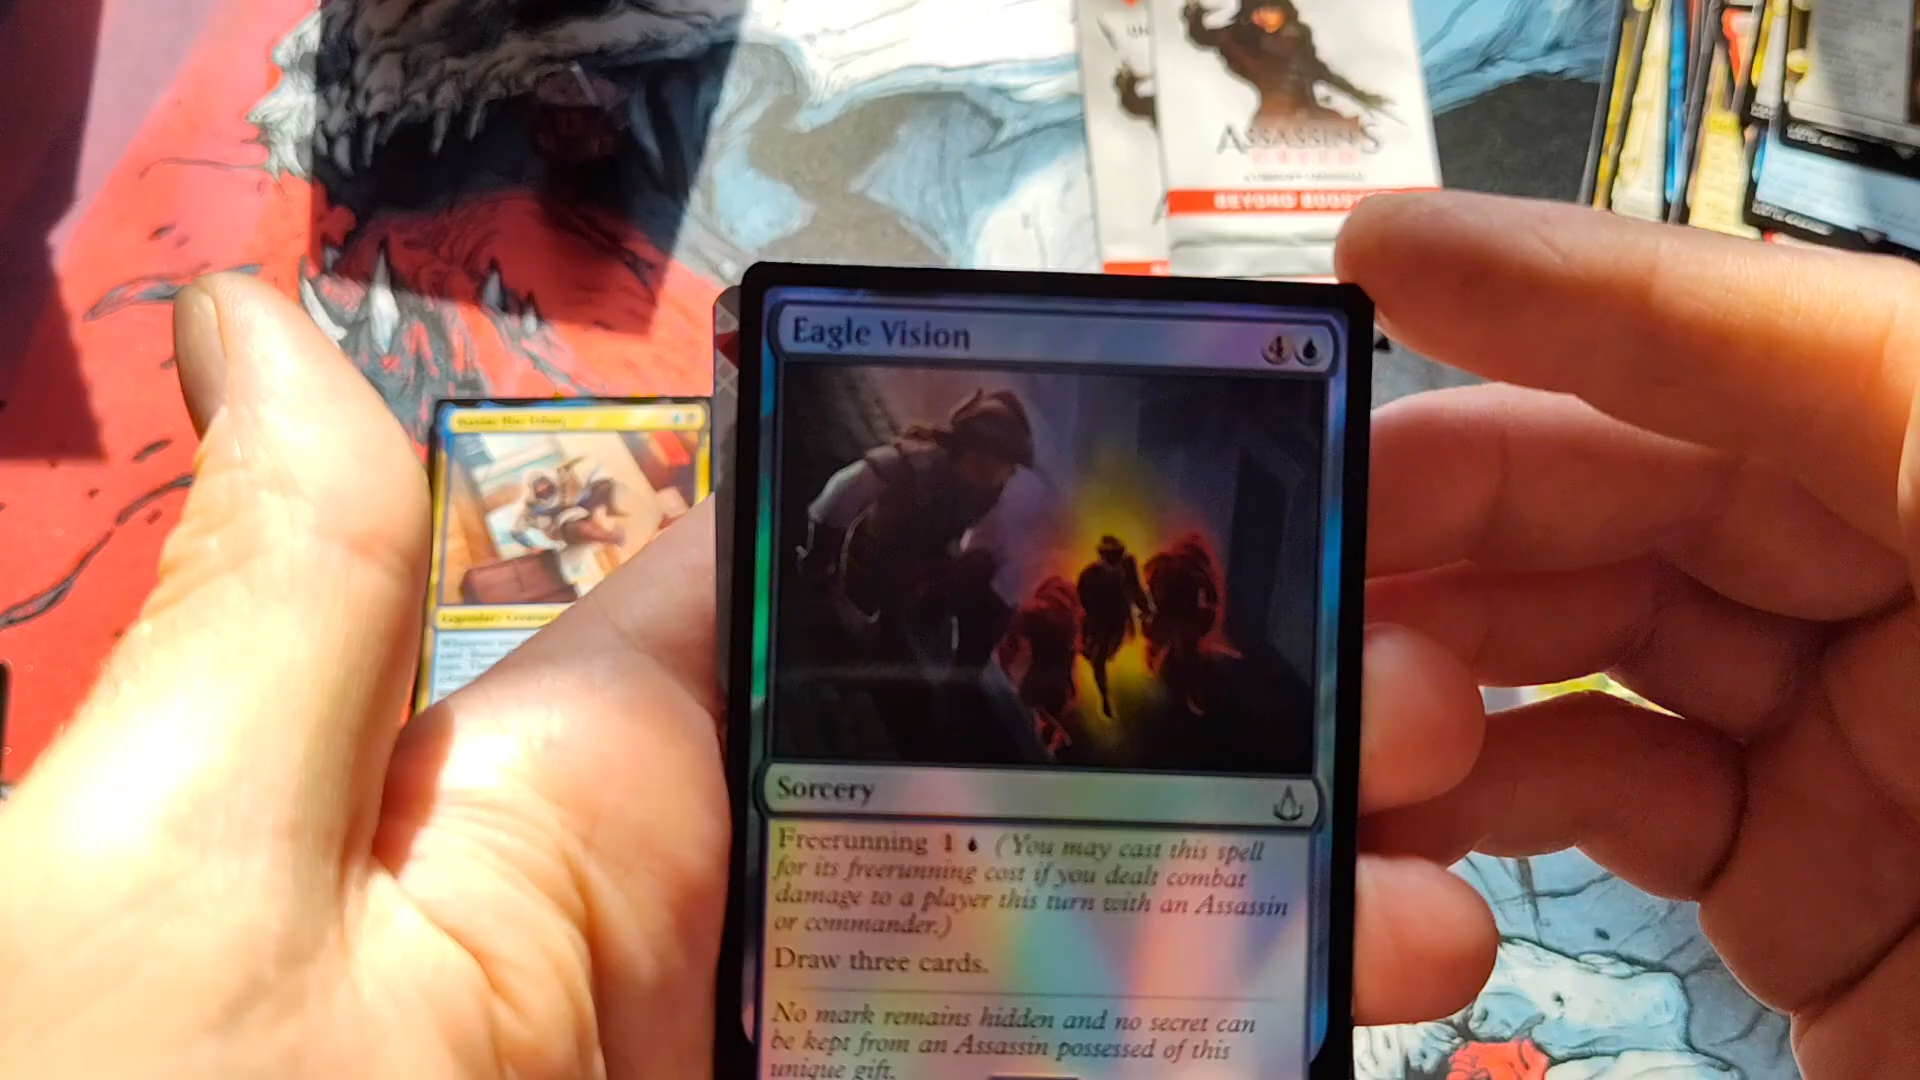 ASSASSIN'S
CREED
Eagle Vision
4
Sorcery
Freerunning 1 (You may cast this spell
for its freerunning cost if you dealt combat
damage to a player this turn with an Assassin
or commander.)
Draw three cards.
No mark remains hidden and no secret can
be kept from an Assassin possessed of this
unique gift.